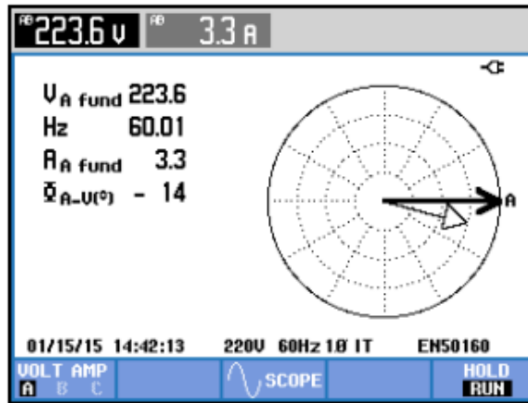 AB 223.6 V AB 3.3 A
V A fund 223.6
Hz 60.01
A A fund 3.3
Φ A-V(°) - 14
A
01/15/15 14:42:13 220V 60Hz 1Ø IT EN50160
VOLT AMP HOLD
A B C SCOPE RUN